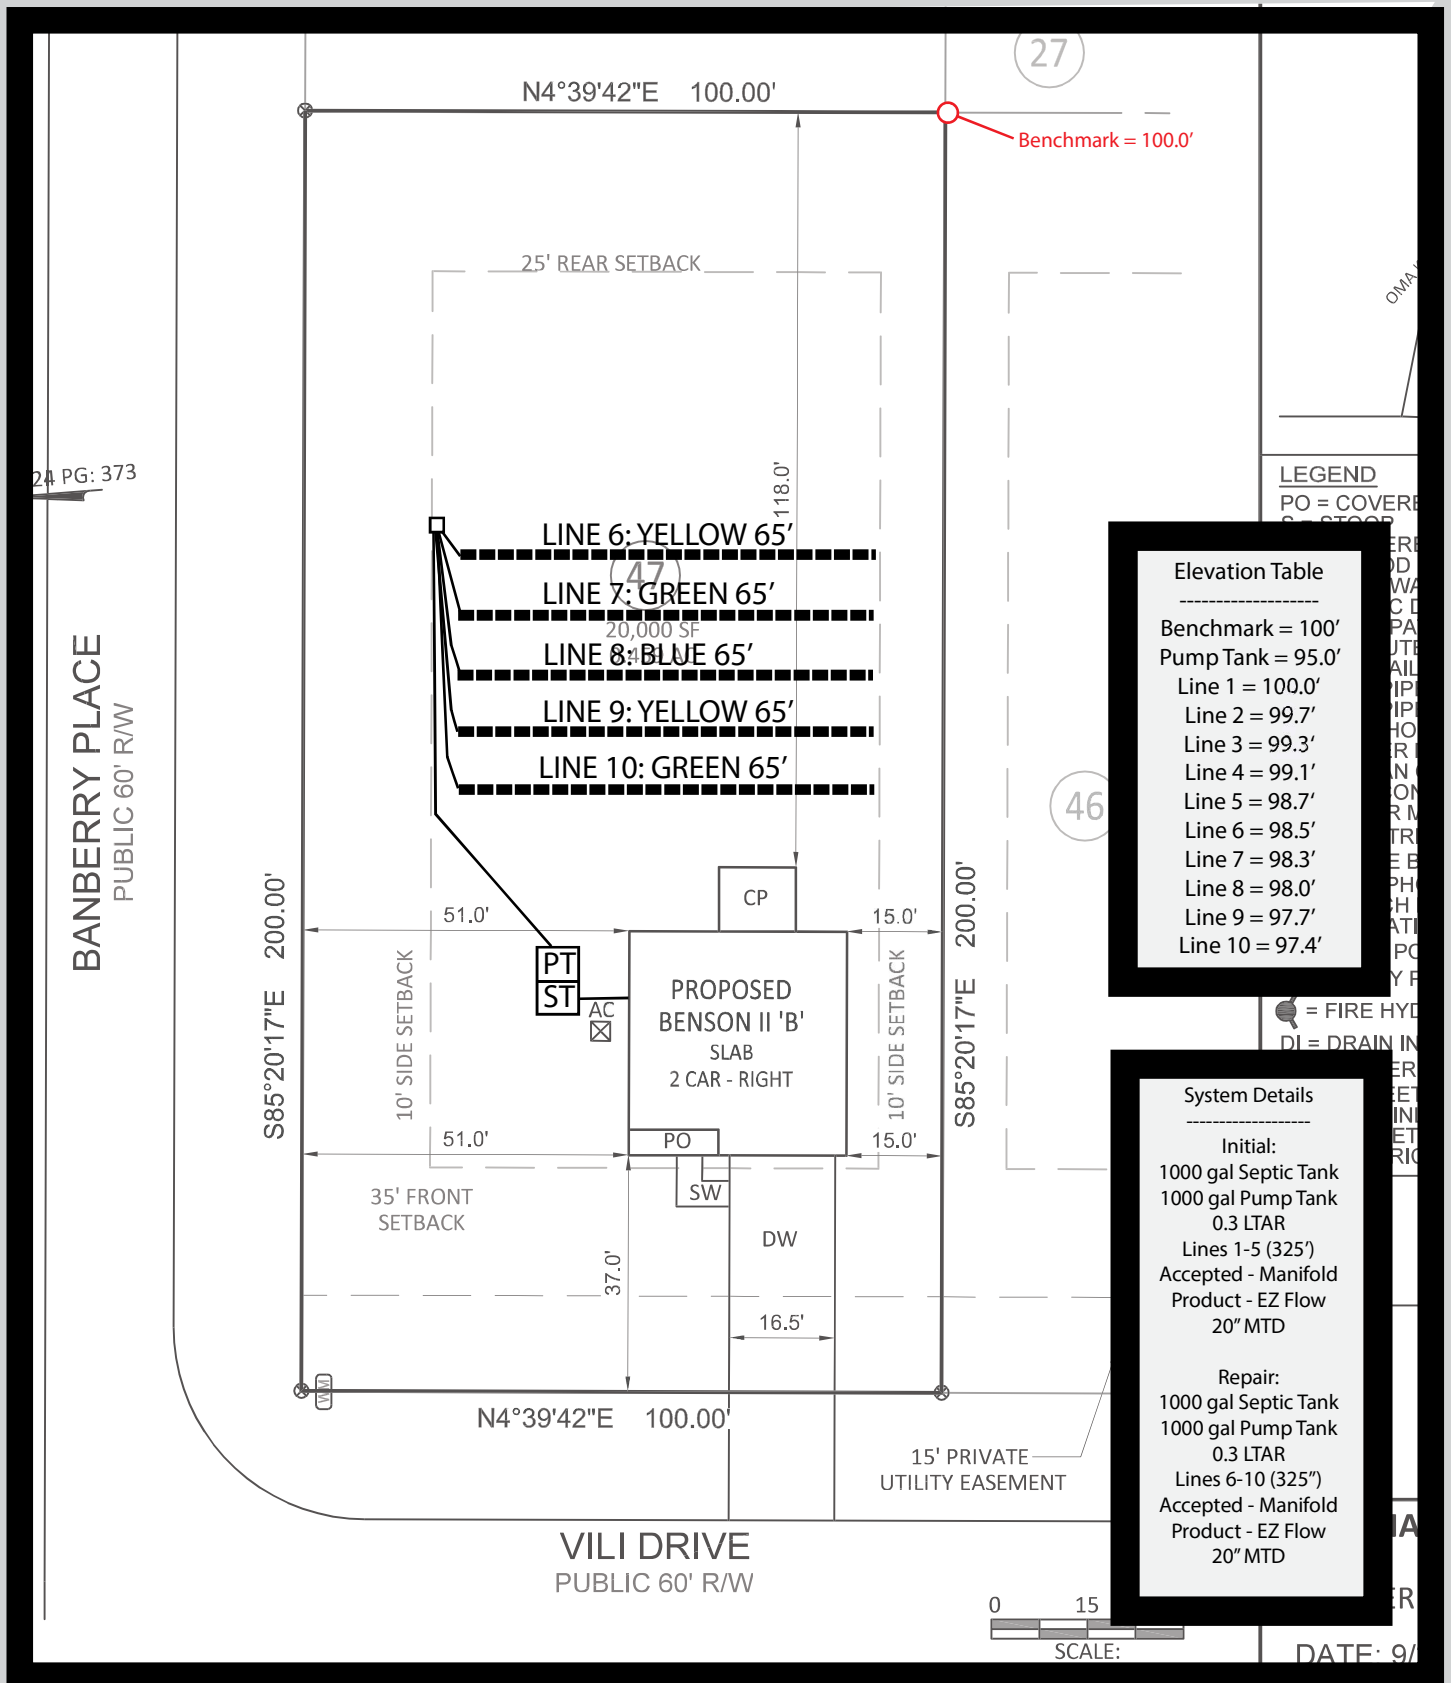 27
N4°39'42"E 100.00'
Benchmark = 100.0'
25' REAR SETBACK
24 PG: 373
118.0'
LINE 6: YELLOW 65'
47
LINE 7: GREEN 65'
20,000 SF
LINE 8: BLUE 65'
LINE 9: YELLOW 65'
LINE 10: GREEN 65'
BANBERRY PLACE
PUBLIC 60' R/W
46
S85°20'17"E 200.00'
51.0'
CP
15.0'
S85°20'17"E 200.00'
PT
ST
AC
10' SIDE SETBACK
PROPOSED
BENSON II 'B'
SLAB
2 CAR - RIGHT
10' SIDE SETBACK
51.0'
PO
15.0'
SW
35' FRONT
SETBACK
DW
37.0'
16.5'
WM
N4°39'42"E 100.00'
15' PRIVATE
UTILITY EASEMENT
VILI DRIVE
PUBLIC 60' R/W
0 15
SCALE:
LEGEND
PO = COVERE
S = STOOP
Elevation Table
-------------------
Benchmark = 100'
Pump Tank = 95.0'
Line 1 = 100.0'
Line 2 = 99.7'
Line 3 = 99.3'
Line 4 = 99.1'
Line 5 = 98.7'
Line 6 = 98.5'
Line 7 = 98.3'
Line 8 = 98.0'
Line 9 = 97.7'
Line 10 = 97.4'
= FIRE HYD
DI = DRAIN IN
System Details
-------------------
Initial:
1000 gal Septic Tank
1000 gal Pump Tank
0.3 LTAR
Lines 1-5 (325')
Accepted - Manifold
Product - EZ Flow
20" MTD
Repair:
1000 gal Septic Tank
1000 gal Pump Tank
0.3 LTAR
Lines 6-10 (325")
Accepted - Manifold
Product - EZ Flow
20" MTD
DATE: 9/